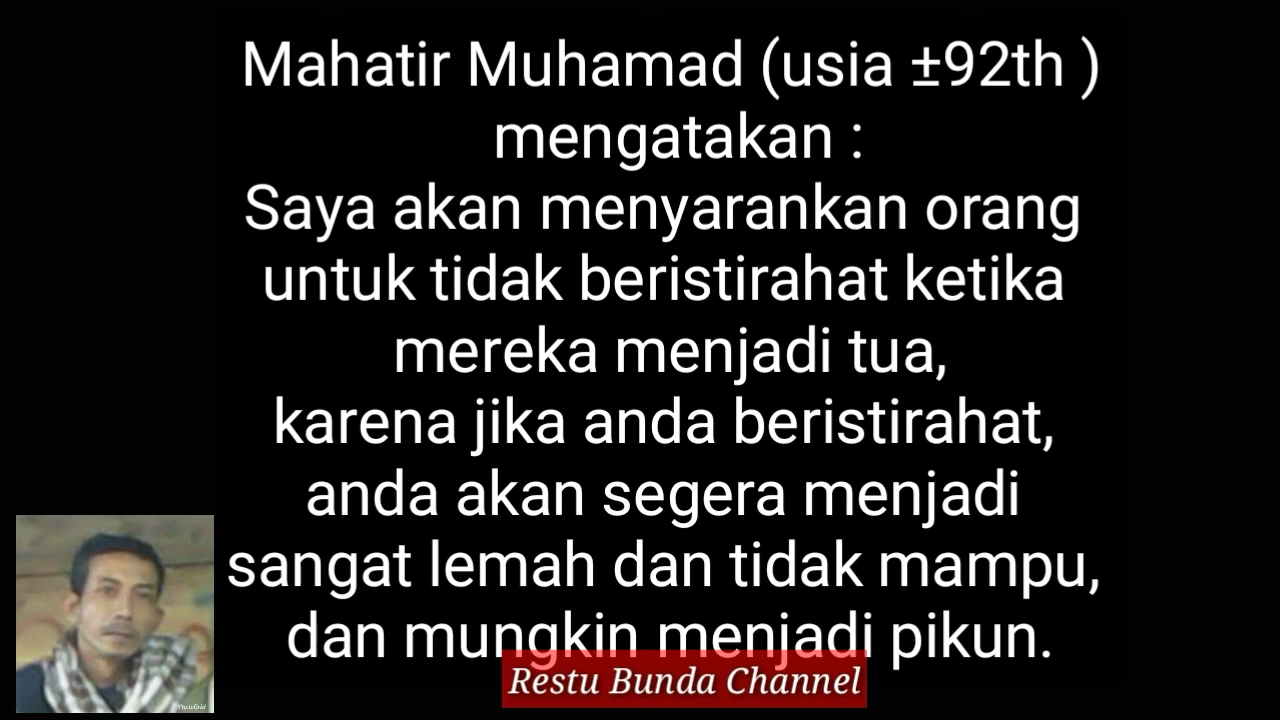 Mahatir Muhamad (usia ±92th )
mengatakan :
Saya akan menyarankan orang
untuk tidak beristirahat ketika
mereka menjadi tua,
karena jika anda beristirahat,
anda akan segera menjadi
sangat lemah dan tidak mampu,
dan mungkin menjadi pikun.
Restu Bunda Channel
PhotoGrid